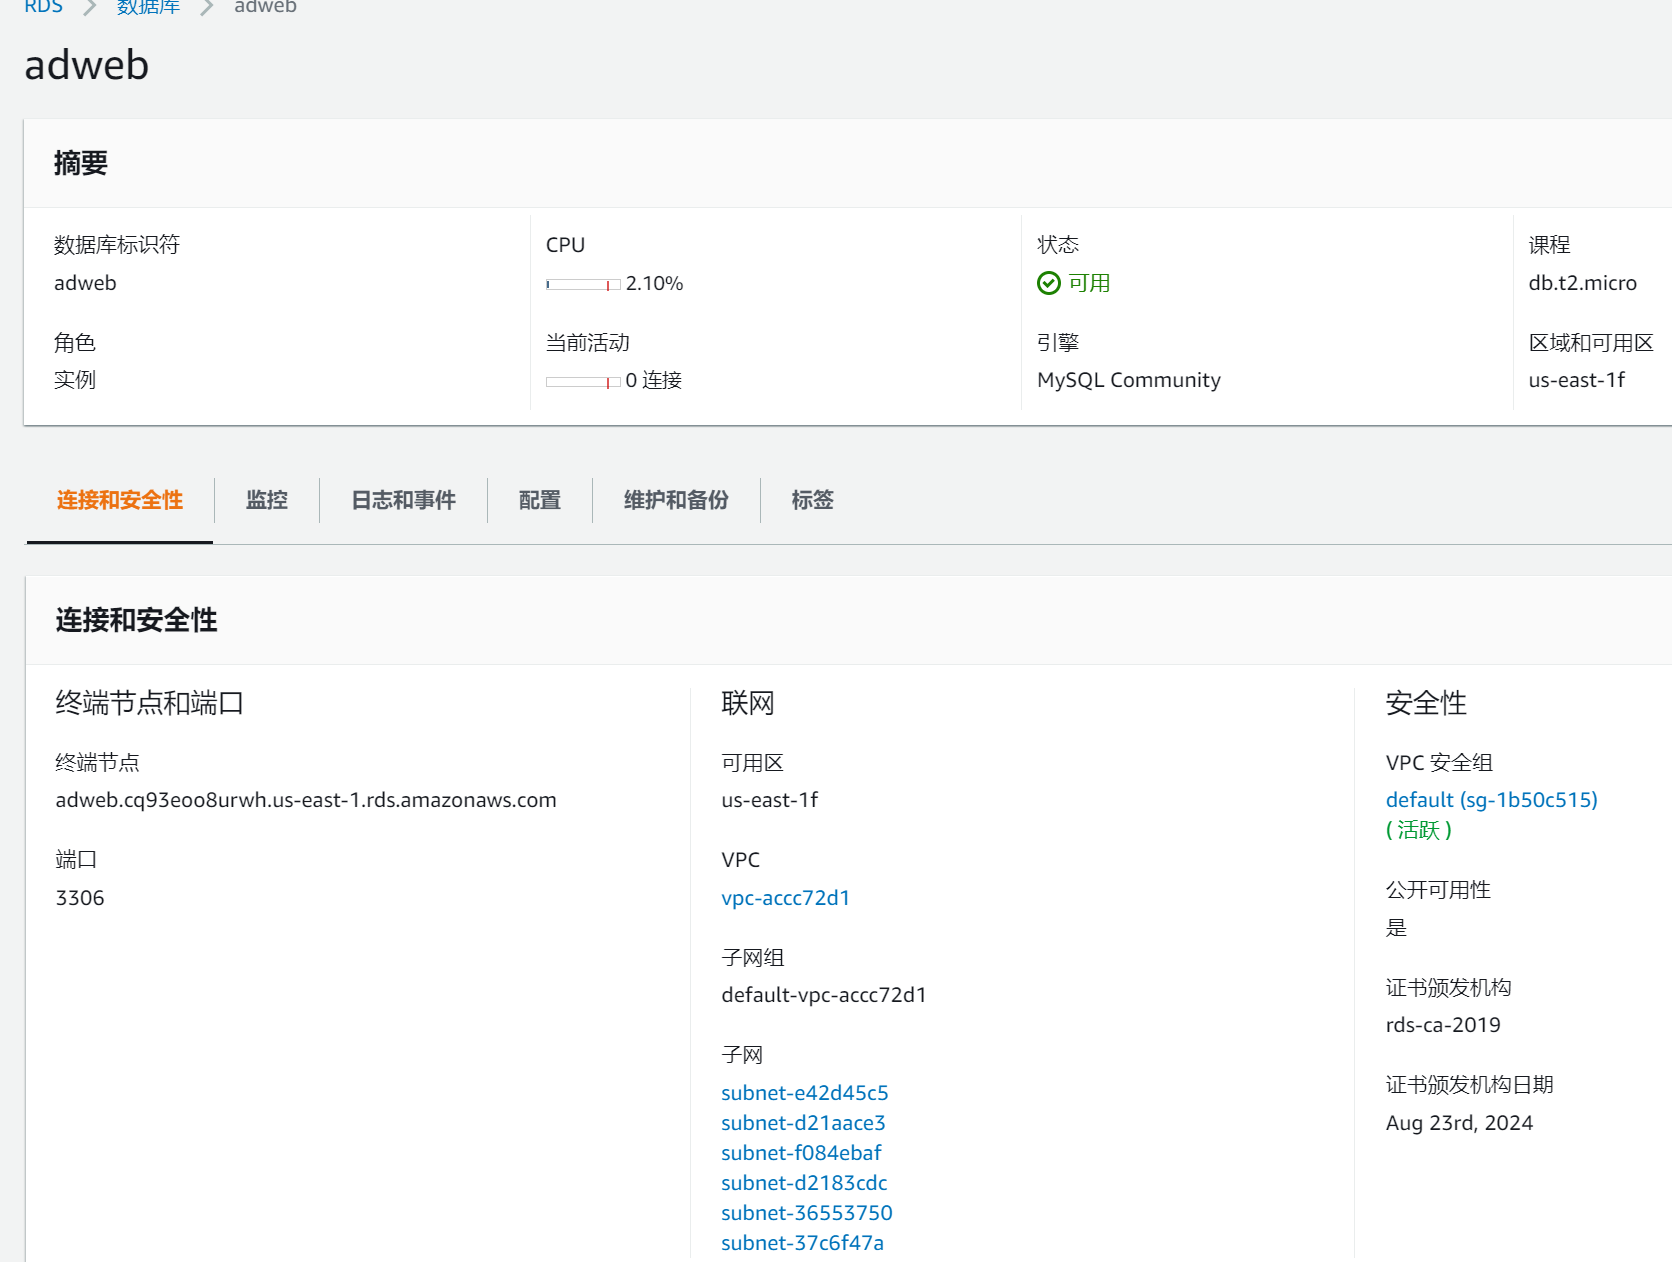 RDS 数据库 adweb
adweb
摘要
数据库标识符
adweb
CPU
2.10%
状态
可用
课程
db.t2.micro
角色
实例
当前活动
0 连接
引擎
MySQL Community
区域和可用区
us-east-1f
连接和安全性 监控 日志和事件 配置 维护和备份 标签
连接和安全性
终端节点和端口
终端节点
adweb.cq93eoo8urwh.us-east-1.rds.amazonaws.com
端口
3306
联网
可用区
us-east-1f
VPC
vpc-accc72d1
子网组
default-vpc-accc72d1
子网
subnet-e42d45c5
subnet-d21aace3
subnet-f084ebaf
subnet-d2183cdc
subnet-36553750
subnet-37c6f47a
安全性
VPC 安全组
default (sg-1b50c515)
( 活跃 )
公开可用性
是
证书颁发机构
rds-ca-2019
证书颁发机构日期
Aug 23rd, 2024